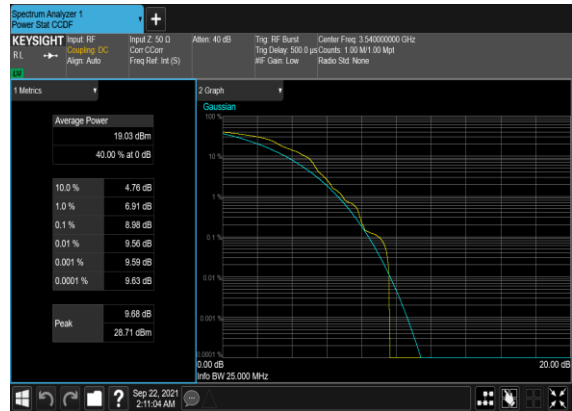 Spectrum Analyzer 1
Power Stat CCDF
+
KEYSIGHT
RL
Input: RF
Coupling: DC
Align: Auto
Input Z: 50 Ω
Corr CCorr
Freq Ref: Int (S)
Atten: 40 dB
Trig: RF Burst
Trig Delay: 500.0 µs
#IF Gain: Low
Center Freq: 3.540000000 GHz
Counts: 1.00 M/1.00 Mpt
Radio Std: None
1 Metrics
Average Power
19.03 dBm
40.00 % at 0 dB
10.0 % 4.76 dB
1.0 % 6.91 dB
0.1 % 8.98 dB
0.01 % 9.56 dB
0.001 % 9.59 dB
0.0001 % 9.63 dB
Peak
9.68 dB
28.71 dBm
2 Graph
Gaussian
100 %
10 %
1 %
0.1 %
0.01 %
0.001 %
0.0001 %
0.00 dB
20.00 dB
Info BW 25.000 MHz
?
Sep 22, 2021
2:11:04 AM